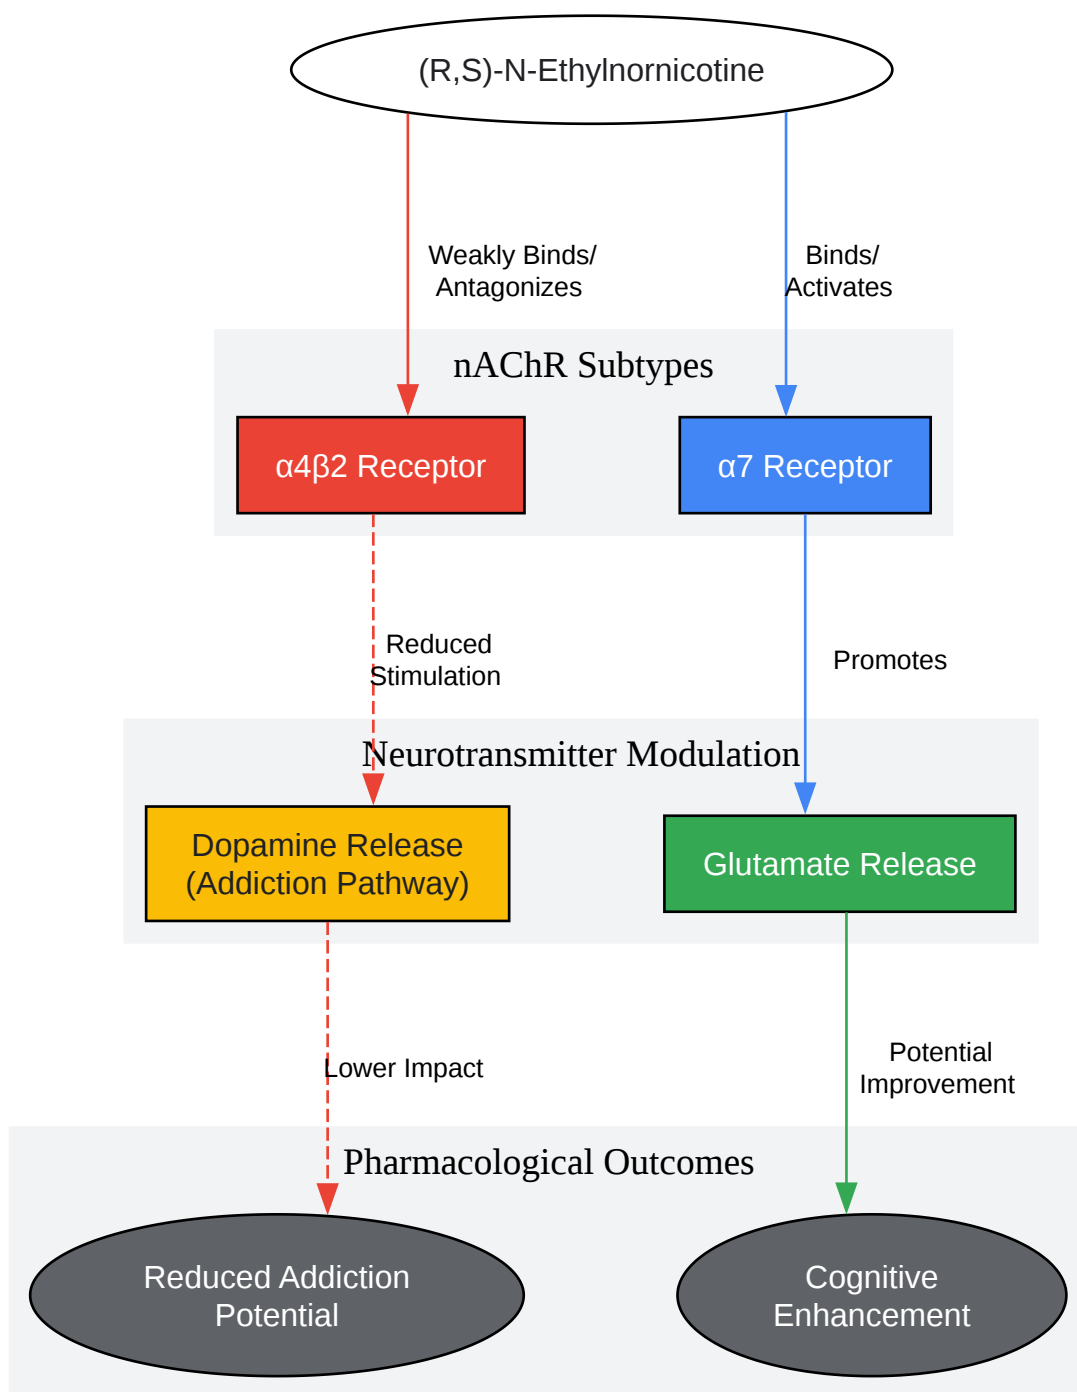 (R,S)-N-Ethylnornicotine
Weakly Binds/
Antagonizes
Binds/
Activates
nAChR Subtypes
α4β2 Receptor
α7 Receptor
Reduced
Stimulation
Promotes
Neurotransmitter Modulation
Dopamine Release
(Addiction Pathway)
Glutamate Release
Lower Impact
Potential
Improvement
Pharmacological Outcomes
Reduced Addiction
Potential
Cognitive
Enhancement